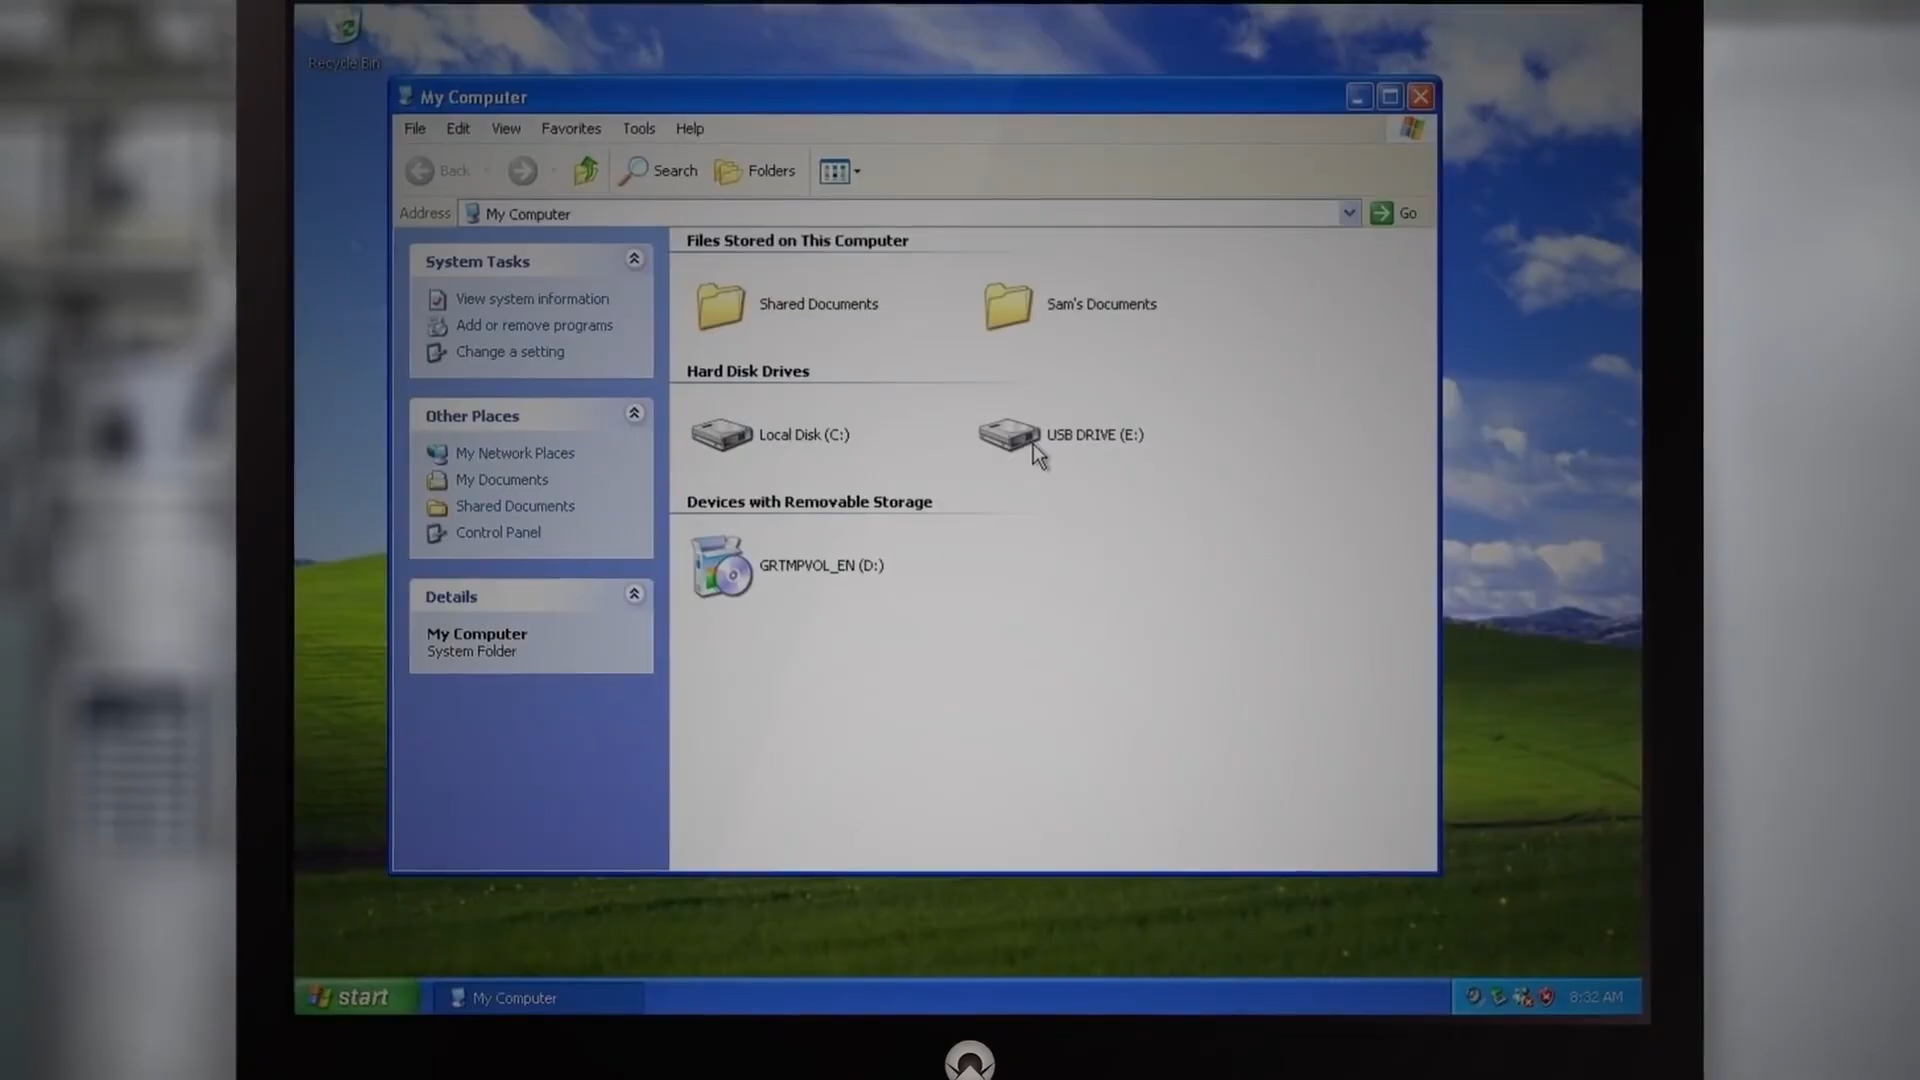 Recycle Bin
My Computer
File Edit View Favorites Tools Help
Back Search Folders
Address My Computer Go
System Tasks
View system information
Add or remove programs
Change a setting
Other Places
My Network Places
My Documents
Shared Documents
Control Panel
Details
My Computer
System Folder
Files Stored on This Computer
Shared Documents Sam's Documents
Hard Disk Drives
Local Disk (C:) USB DRIVE (E:)
Devices with Removable Storage
GRTMPVOL_EN (D:)
start My Computer 8:32 AM